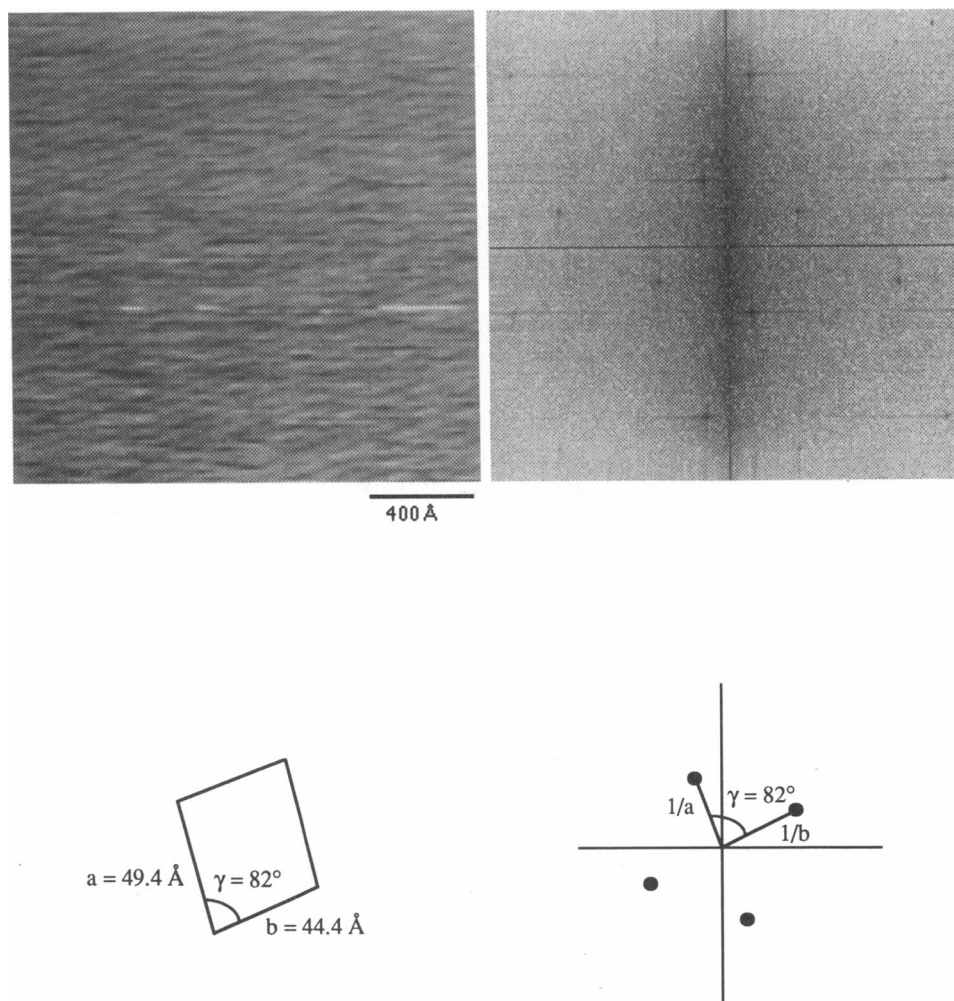 400 Å
a = 49.4 Å
γ = 82°
b = 44.4 Å
1/a
γ = 82°
1/b